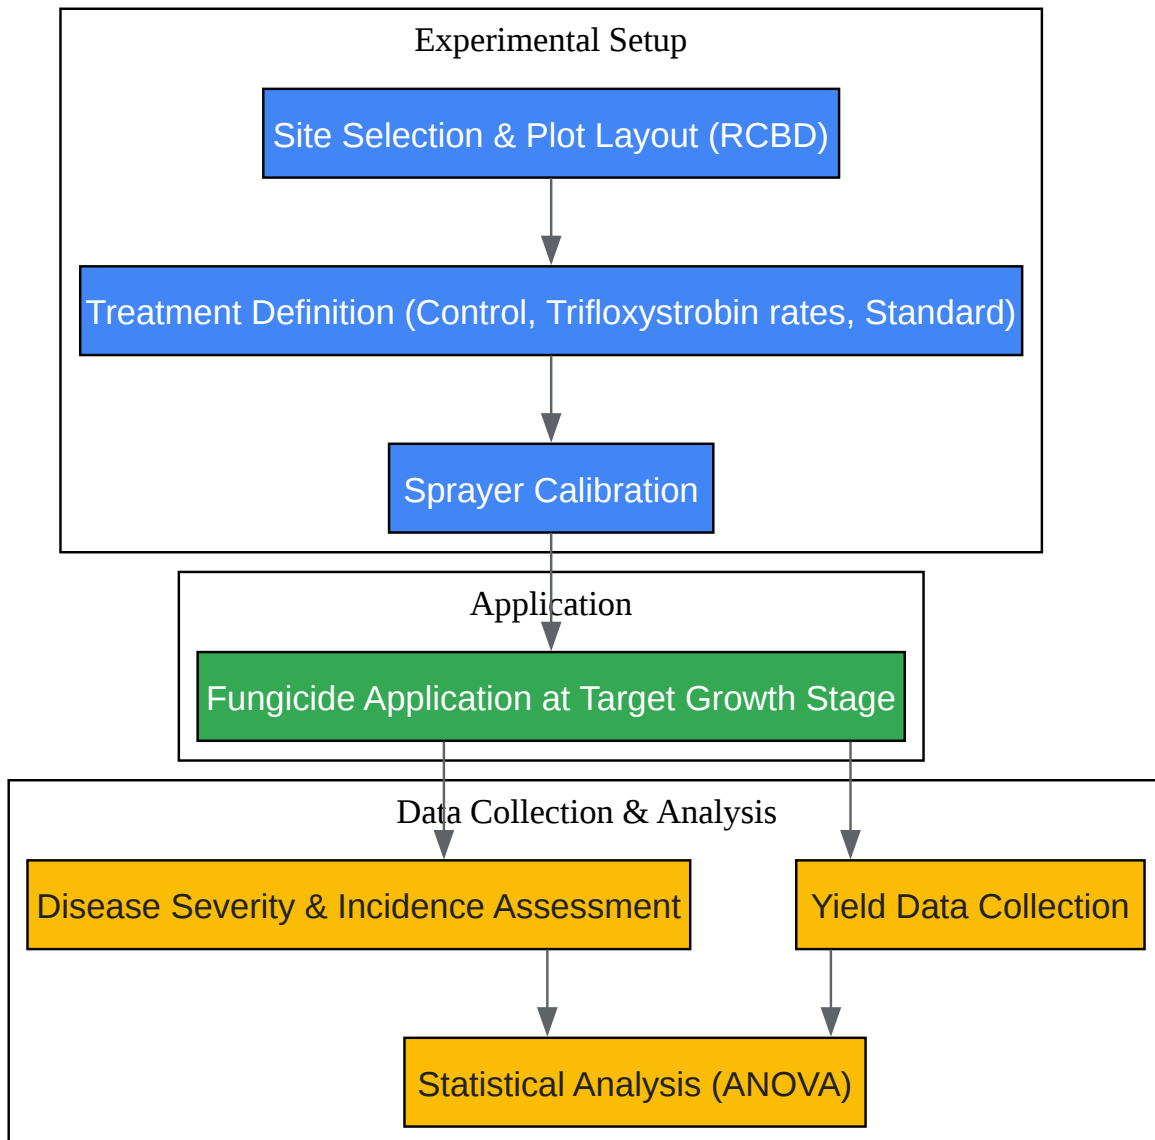 Experimental Setup
Site Selection & Plot Layout (RCBD)
Treatment Definition (Control, Trifloxystrobin rates, Standard)
Sprayer Calibration
Application
Fungicide Application at Target Growth Stage
Data Collection & Analysis
Disease Severity & Incidence Assessment
Yield Data Collection
Statistical Analysis (ANOVA)